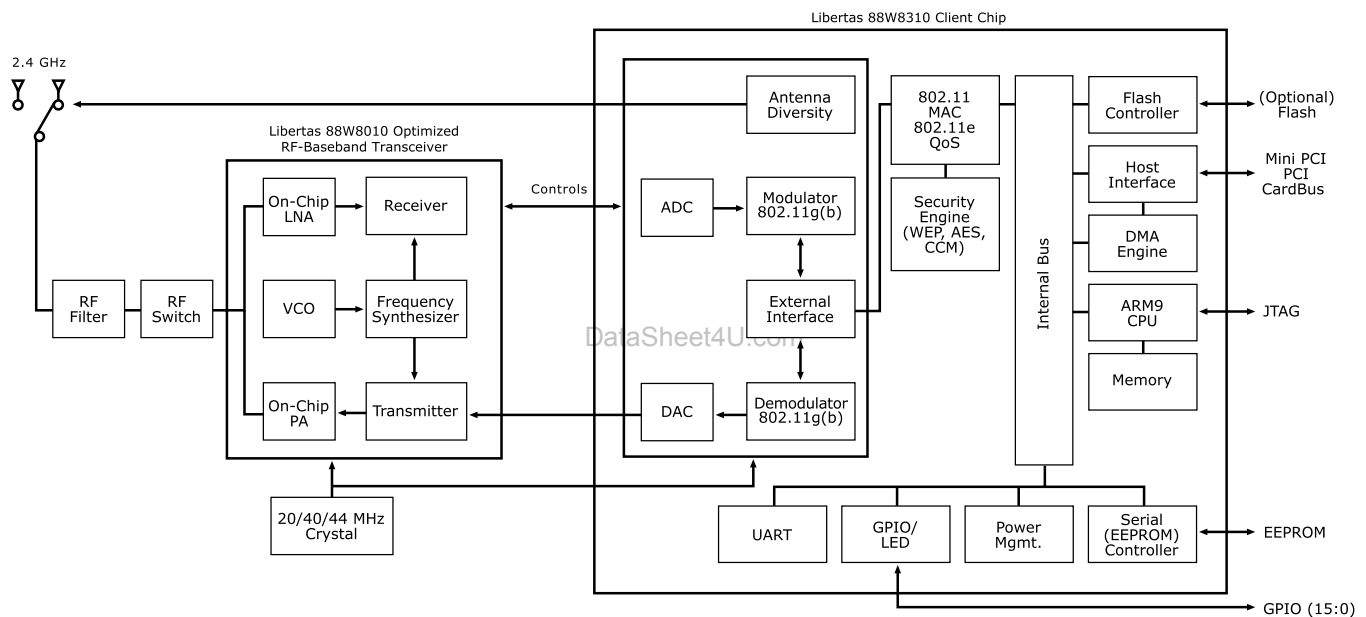 Libertas 88W8310 Client Chip
2.4 GHz
Libertas 88W8010 Optimized
RF-Baseband Transceiver
Antenna
Diversity
802.11
MAC
802.11e
QoS
Flash
Controller
(Optional)
Flash
On-Chip
LNA
Receiver
Controls
ADC
Modulator
802.11g(b)
Security
Engine
(WEP, AES,
CCM)
Internal Bus
Host
Interface
Mini PCI
PCI
CardBus
DMA
Engine
RF
Filter
RF
Switch
VCO
Frequency
Synthesizer
External
Interface
ARM9
CPU
JTAG
DataSheet4U.com
Memory
On-Chip
PA
Transmitter
DAC
Demodulator
802.11g(b)
20/40/44 MHz
Crystal
UART
GPIO/
LED
Power
Mgmt.
Serial
(EEPROM)
Controller
EEPROM
GPIO (15:0)